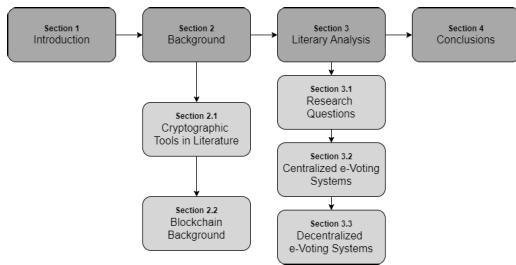 Section 1
Introduction
Section 2
Background
Section 3
Literary Analysis
Section 4
Conclusions
Section 2.1
Cryptographic
Tools in Literature
Section 2.2
Blockchain
Background
Section 3.1
Research
Questions
Section 3.2
Centralized e-Voting
Systems
Section 3.3
Decentralized
e-Voting Systems